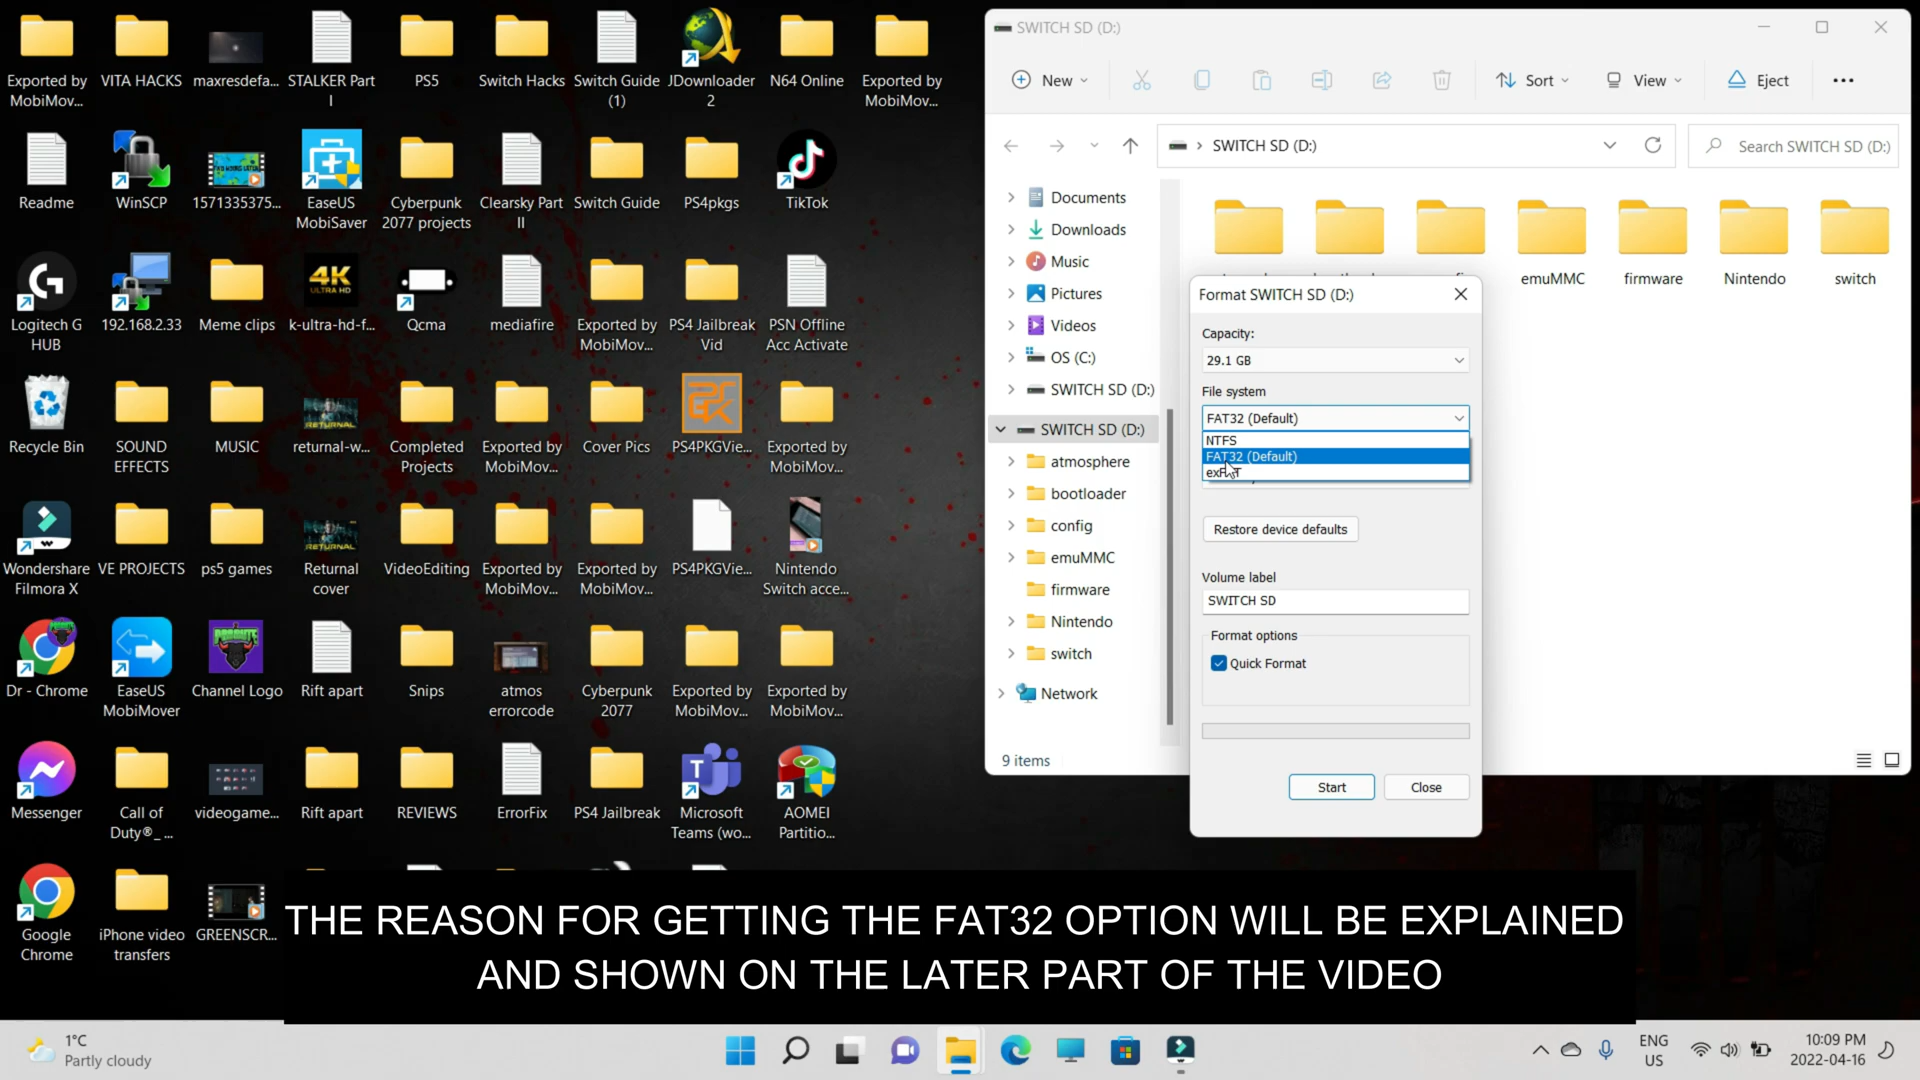 Exported by
MobiMov...
VITA HACKS
maxresdefa...
STALKER Part
I
PS5
Switch Hacks
Switch Guide
(1)
JDownloader
2
N64 Online
Exported by
MobiMov...
Readme
WinSCP
1571335375...
EaseUS
MobiSaver
Cyberpunk
2077 projects
Clearsky Part
II
Switch Guide
PS4pkgs
TikTok
Logitech G
HUB
192.168.2.33
Meme clips
4K
ULTRA HD
k-ultra-hd-f...
Qcma
mediafire
Exported by
MobiMov...
PS4 Jailbreak
Vid
PSN Offline
Acc Activate
Recycle Bin
SOUND
EFFECTS
MUSIC
returnal-w...
Completed
Projects
Exported by
MobiMov...
Cover Pics
PS4PKGVie...
Exported by
MobiMov...
Wondershare
Filmora X
VE PROJECTS
ps5 games
RETURNAL
Returnal
cover
VideoEditing
Exported by
MobiMov...
Exported by
MobiMov...
PS4PKGVie...
Nintendo
Switch acce...
Dr - Chrome
EaseUS
MobiMover
Channel Logo
Rift apart
Snips
atmos
errorcode
Cyberpunk
2077
Exported by
MobiMov...
Exported by
MobiMov...
Messenger
Call of
Duty®_ ...
videogame...
Rift apart
REVIEWS
ErrorFix
PS4 Jailbreak
Microsoft
Teams (wo...
AOMEI
Partitio...
Google
Chrome
iPhone video
transfers
GREENSCR...
SWITCH SD (D:)
New
Sort
View
Eject
SWITCH SD (D:)
Search SWITCH SD (D:)
Documents
Downloads
Music
Pictures
Videos
OS (C:)
SWITCH SD (D:)
SWITCH SD (D:)
atmosphere
bootloader
config
emuMMC
firmware
Nintendo
switch
Network
9 items
emuMMC
firmware
Nintendo
switch
Format SWITCH SD (D:)
Capacity:
29.1 GB
File system
FAT32 (Default)
NTFS
FAT32 (Default)
exFAT
Restore device defaults
Volume label
SWITCH SD
Format options
Quick Format
Start
Close
THE REASON FOR GETTING THE FAT32 OPTION WILL BE EXPLAINED
AND SHOWN ON THE LATER PART OF THE VIDEO
1°C
Partly cloudy
ENG
US
10:09 PM
2022-04-16